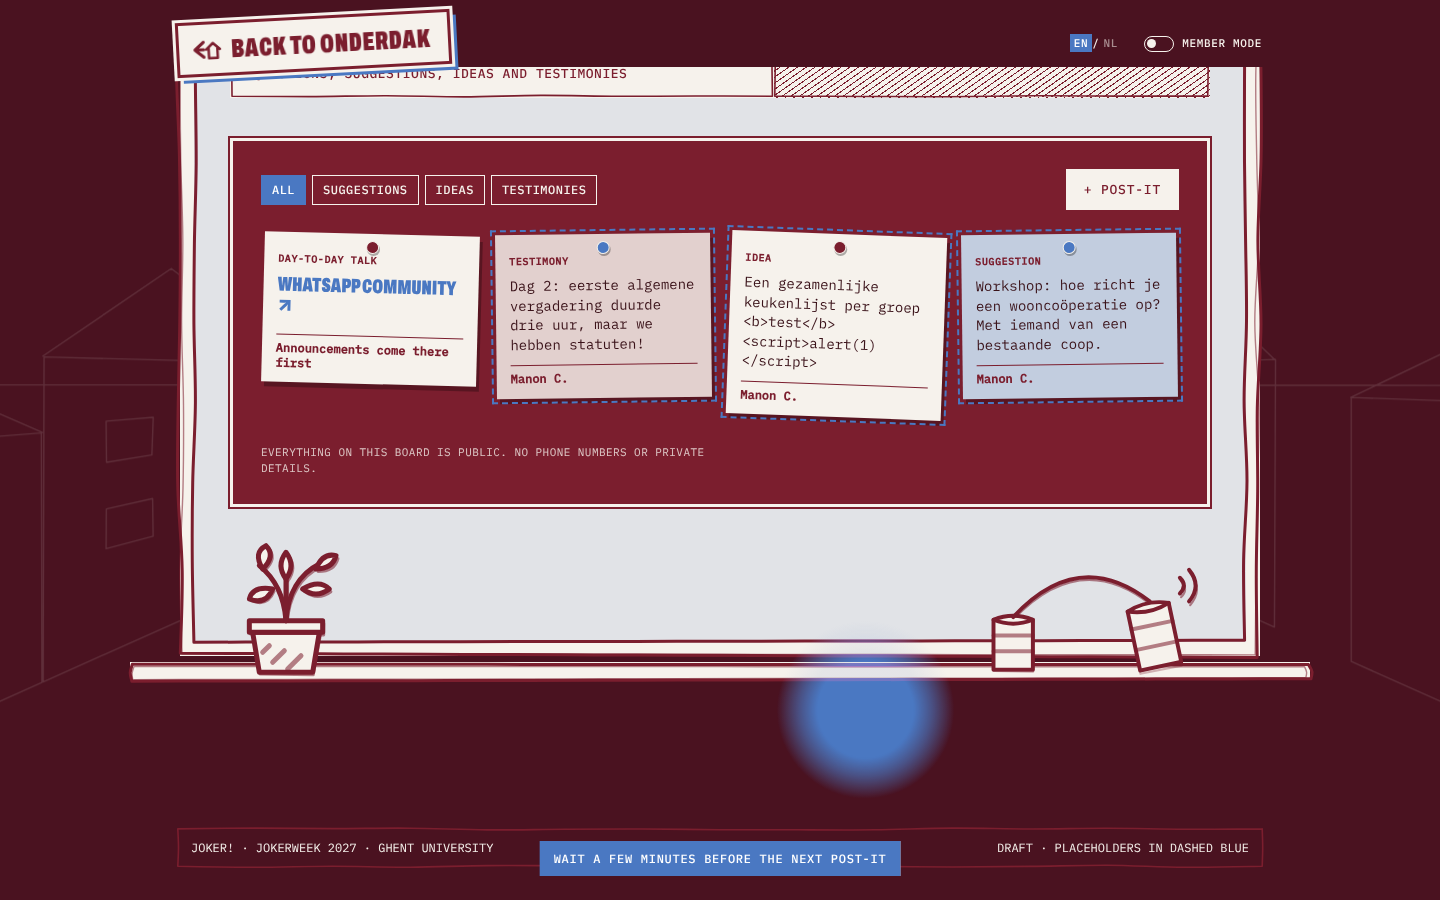 BACK TO ONDERDAK
EN / NL
MEMBER MODE
SUGGESTIONS, IDEAS AND TESTIMONIES
ALL
SUGGESTIONS
IDEAS
TESTIMONIES
+ POST-IT
DAY-TO-DAY TALK
WHATSAPP COMMUNITY
↗
Announcements come there
first
TESTIMONY
Dag 2: eerste algemene
vergadering duurde
drie uur, maar we
hebben statuten!
Manon C.
IDEA
Een gezamenlijke
keukenlijst per groep
<b>test</b>
<script>alert(1)
</script>
Manon C.
SUGGESTION
Workshop: hoe richt je
een wooncoöperatie op?
Met iemand van een
bestaande coop.
Manon C.
EVERYTHING ON THIS BOARD IS PUBLIC. NO PHONE NUMBERS OR PRIVATE
DETAILS.
JOKER! · JOKERWEEK 2027 · GHENT UNIVERSITY
WAIT A FEW MINUTES BEFORE THE NEXT POST-IT
DRAFT · PLACEHOLDERS IN DASHED BLUE